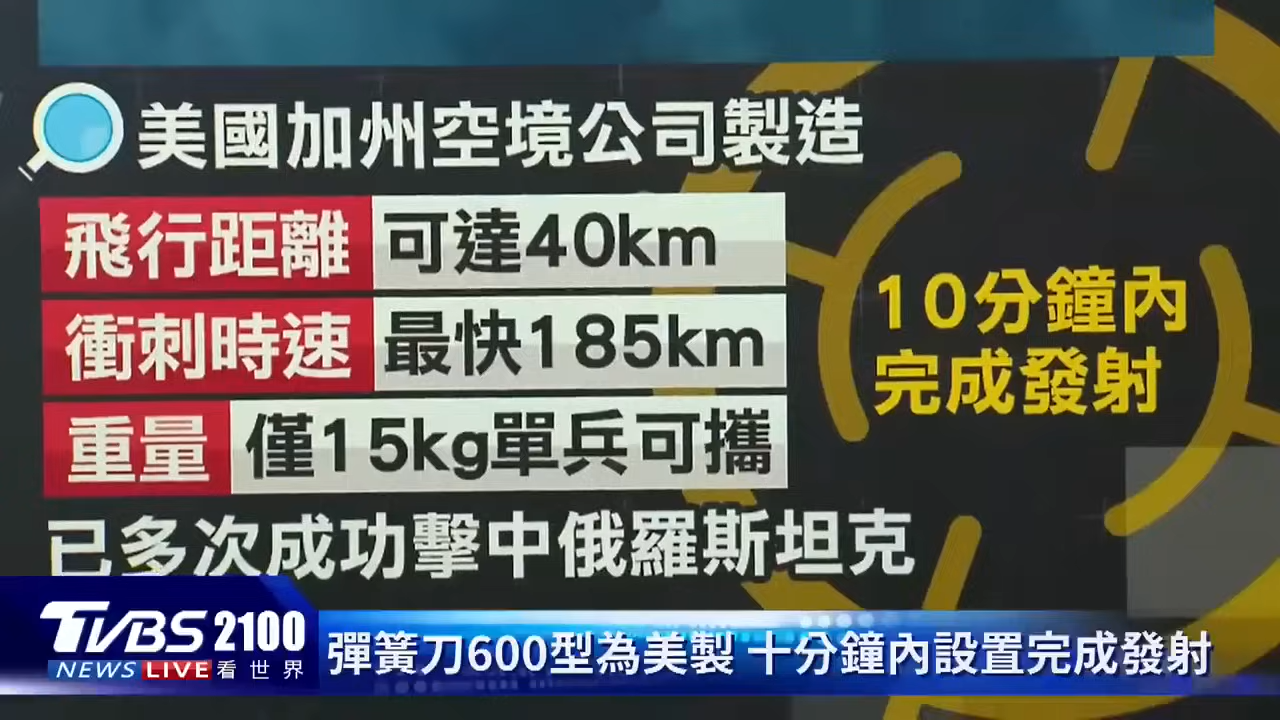 美國加州空境公司製造
飛行距離 可達40km
衝刺時速 最快185km
重量 僅15kg單兵可攜
已多次成功擊中俄羅斯坦克
10分鐘內
完成發射
TVBS 2100
NEWS LIVE 看世界
彈簧刀600型為美製 十分鐘內設置完成發射